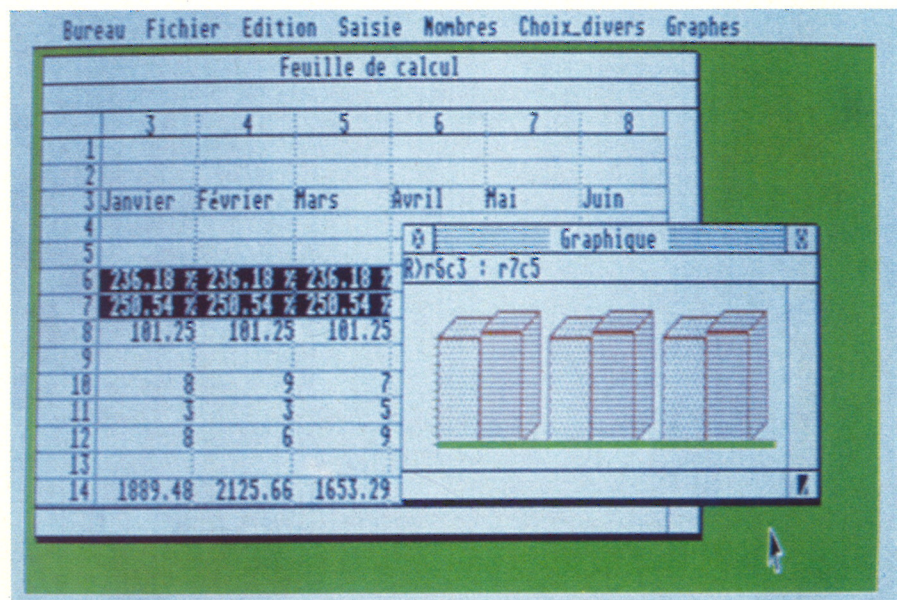 Bureau Fichier Edition Saisie Nombres Choix_divers Graphes
Feuille de calcul
3 4 5 6 7 8
1
2
3 Janvier Février Mars Avril Mai Juin
4
5
6 236.18 % 236.18 % 236.18 %
7 250.54 % 250.54 % 250.54 %
8 101.25 101.25 101.25
9
10 8 9 7
11 3 3 5
12 8 6 9
13
14 1889.48 2125.66 1653.29
Graphique
R)r6c3 : r7c5